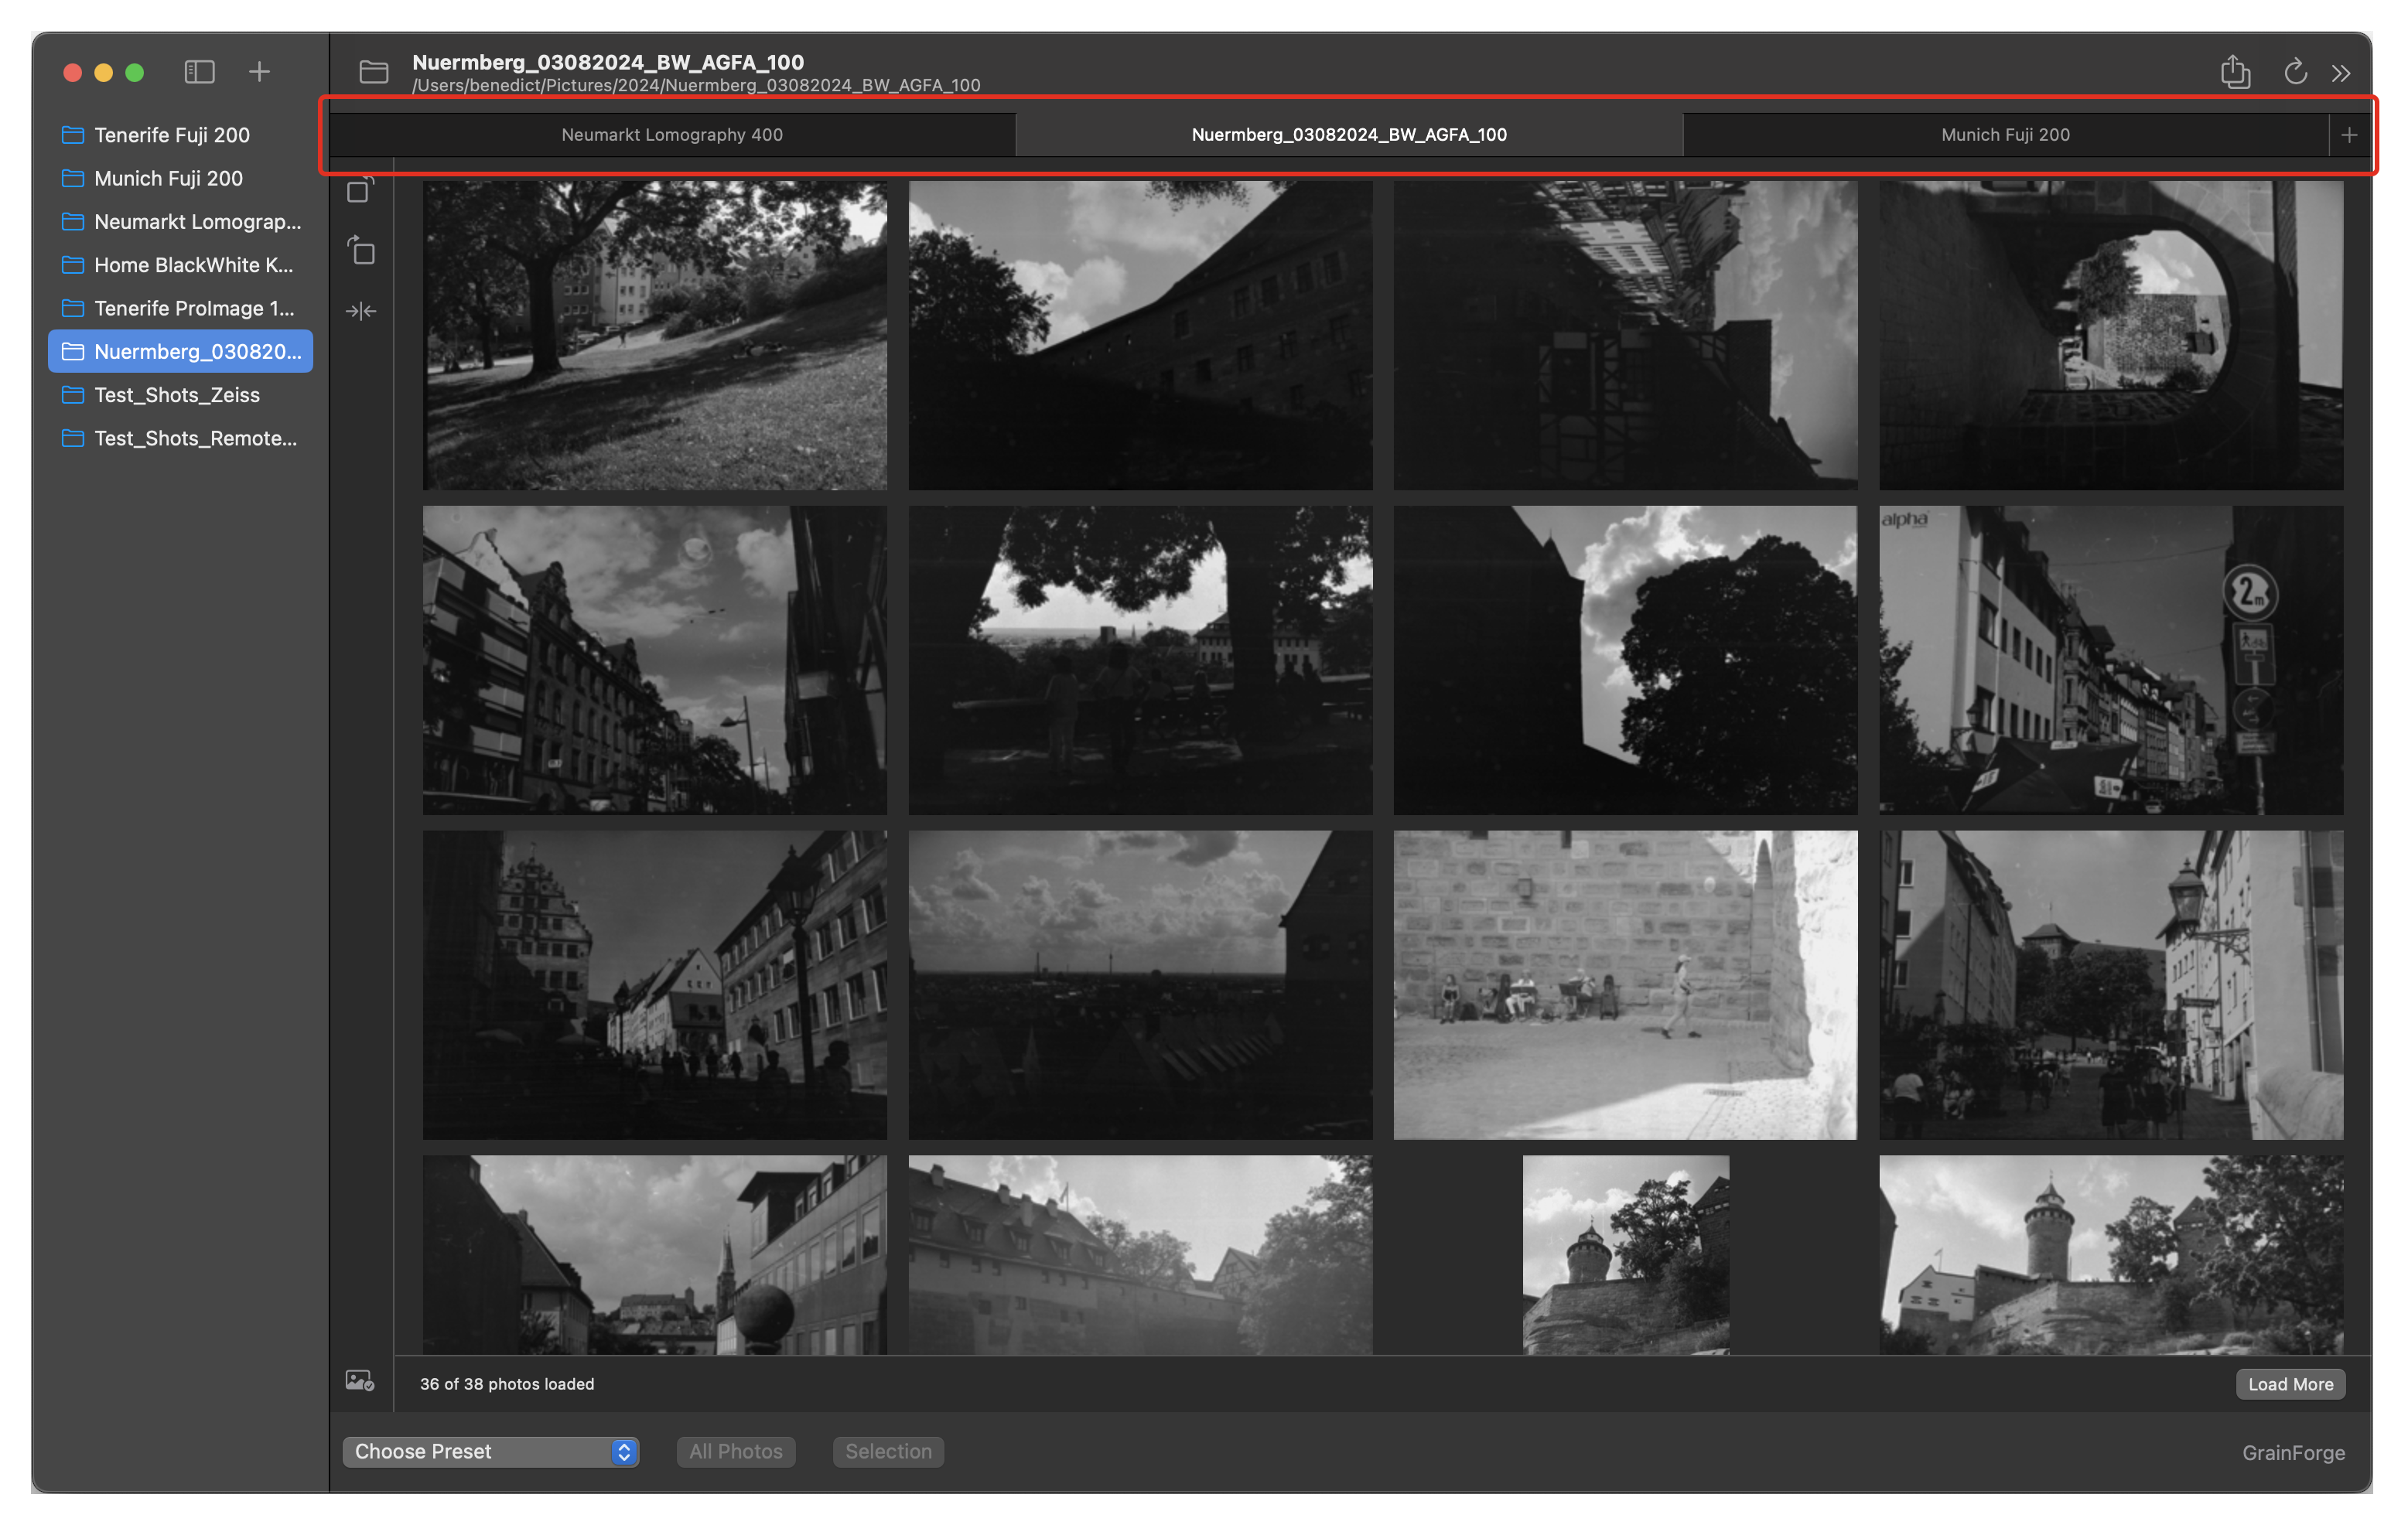 Nuermberg_03082024_BW_AGFA_100
/Users/benedict/Pictures/2024/Nuermberg_03082024_BW_AGFA_100
Neumarkt Lomography 400
Nuermberg_03082024_BW_AGFA_100
Munich Fuji 200
Tenerife Fuji 200
Munich Fuji 200
Neumarkt Lomograp...
Home BlackWhite K...
Tenerife ProImage 1...
Nuermberg_030820...
Test_Shots_Zeiss
Test_Shots_Remote...
alpha
2m
36 of 38 photos loaded
Load More
Choose Preset
All Photos
Selection
GrainForge